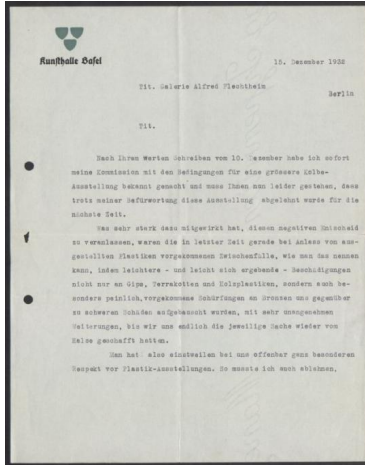 Kunsthalle Basel
15. Dezember 1932
Tit. Galerie Alfred Flechtheim
Berlin
Tit.
Nach Ihrem werten Schreiben vom 10. Dezember habe ich sofort
meine Kommission mit den Bedingungen für eine grössere Kolbe-
Ausstellung bekannt gemacht und muss Ihnen nun leider gestehen, dass
trotz meiner Befürwortung diese Ausstellung abgelehnt wurde für die
nächste Zeit.
Was mehr stark dazu mitgewirkt hat, diesen negativen Entscheid
zu veranlassen, waren die in letzter Zeit gerade bei Anlass von aus-
gestellten Plastiken vorgekommenen Zwischenfälle, wie man das nennen
kann, indem leichtere - und leicht sich ergebende - Beschädigungen
nicht nur an Gips, Terrakotten und Holzplastiken, sondern auch be-
sonders peinlich, vorgekommene Schürfungen an Bronzen uns gegenüber
zu schweren Schäden aufgebauscht wurden, mit sehr unangenehmen
Weiterungen, bis wir uns endlich die jeweilige Sache wieder vom
Halse geschafft hatten.
Man hat also einstweilen bei uns offenbar ganz besonderen
Respekt vor Plastik-Ausstellungen. So musste ich auch ablehnen,